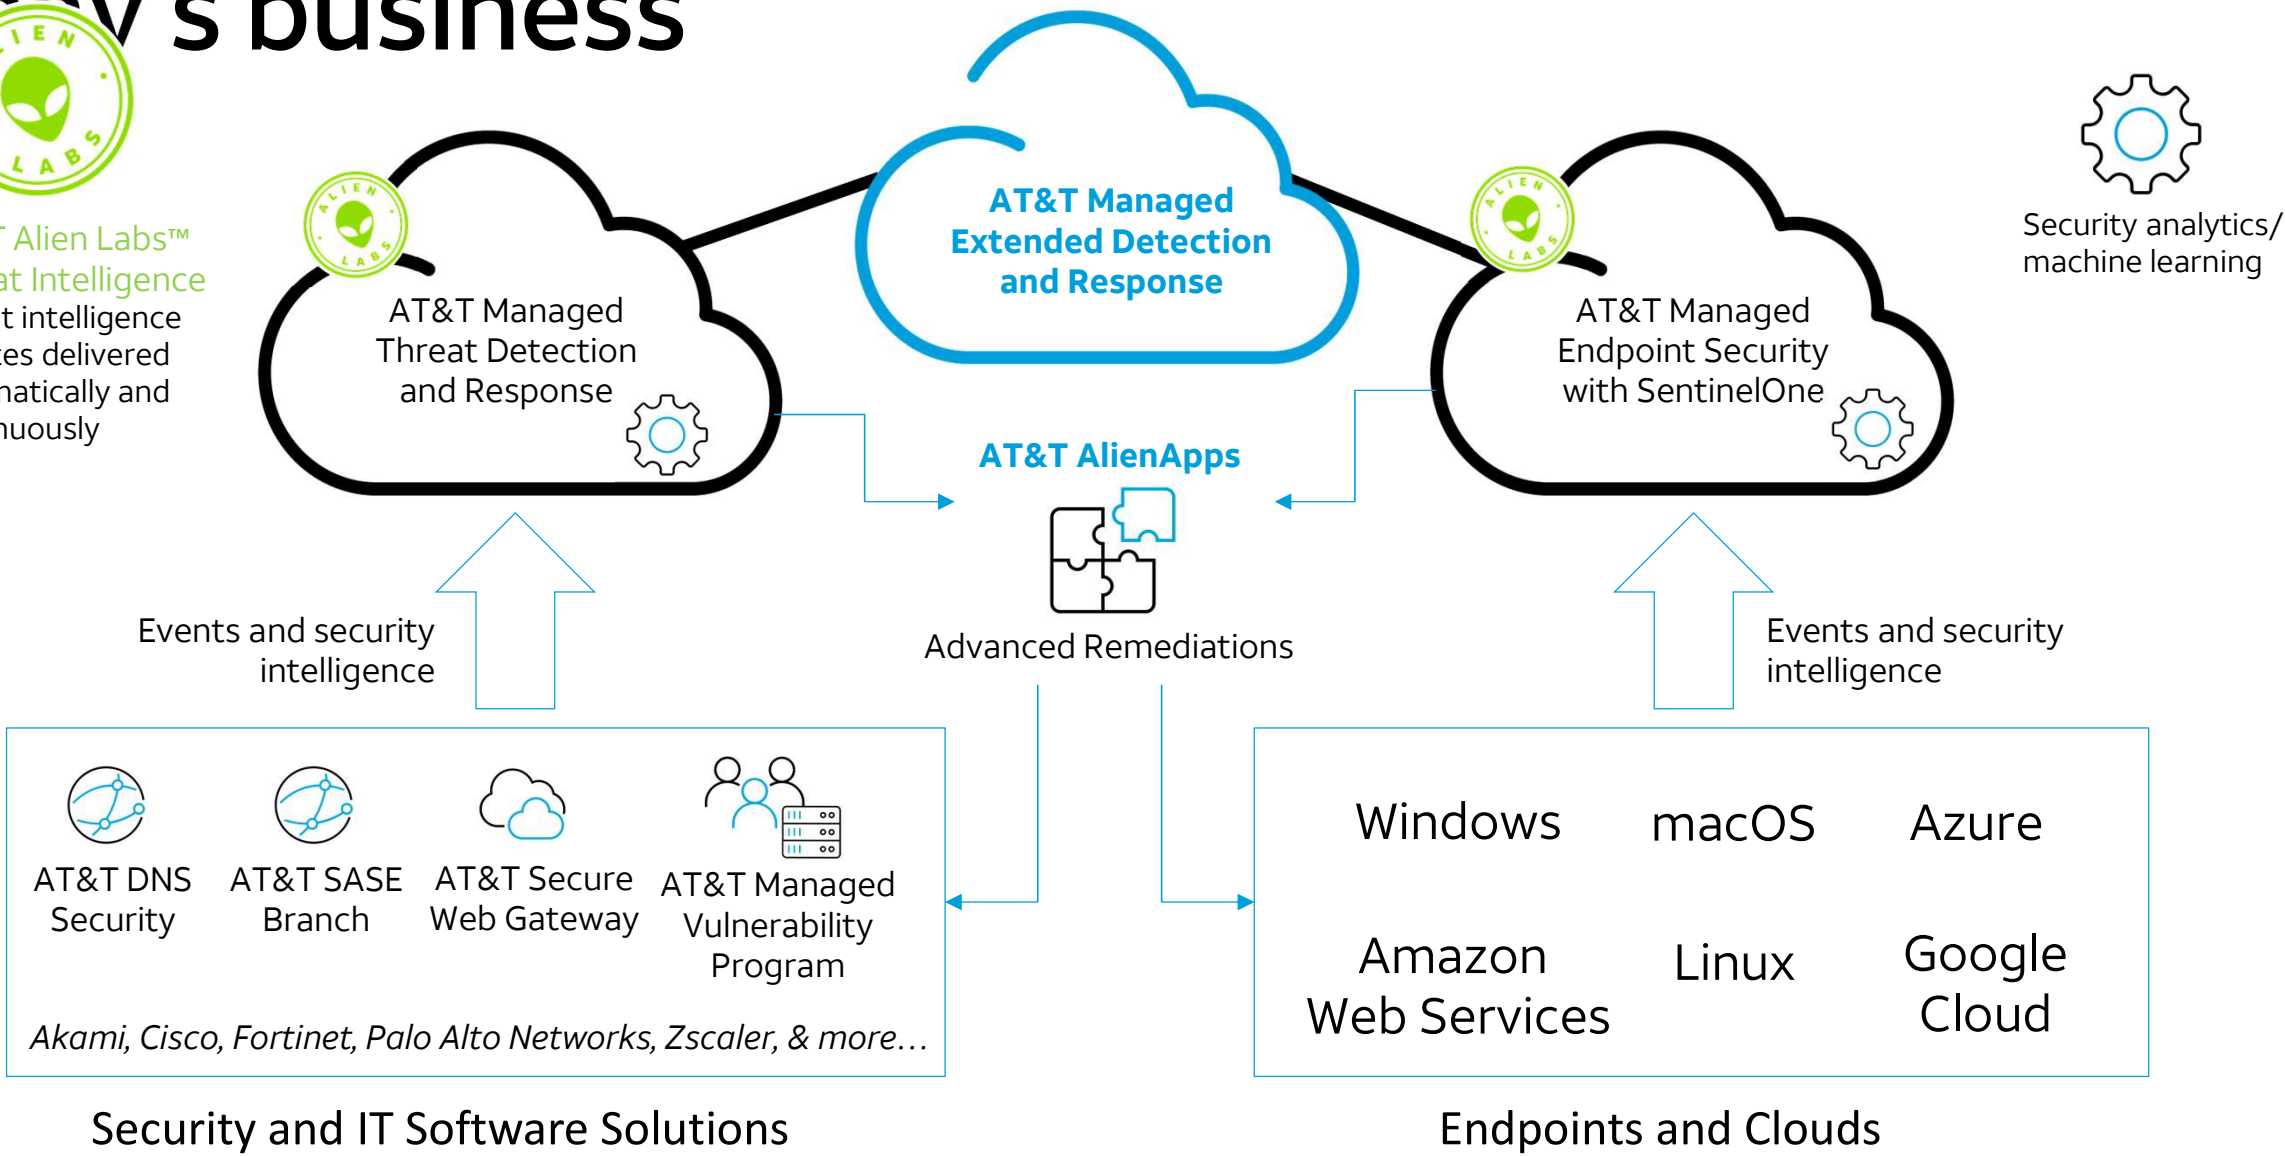 's business
ALIEN LABS
Alien Labs™
Intelligence
intelligence
delivered
and
ALIEN LABS
AT&T Managed
Threat Detection
and Response
AT&T Managed
Extended Detection
and Response
ALIEN LABS
AT&T Managed
Endpoint Security
with SentinelOne
Security analytics/
machine learning
AT&T AlienApps
Advanced Remediations
Events and security
intelligence
Events and security
intelligence
AT&T DNS
Security
AT&T SASE
Branch
AT&T Secure
Web Gateway
AT&T Managed
Vulnerability
Program
Akami, Cisco, Fortinet, Palo Alto Networks, Zscaler, & more...
Windows
macOS
Azure
Amazon
Web Services
Linux
Google
Cloud
Security and IT Software Solutions
Endpoints and Clouds